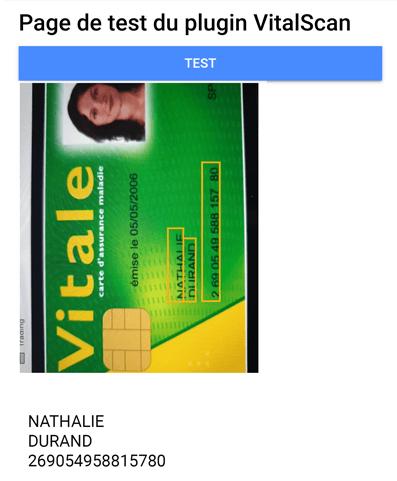 Page de test du plugin VitalScan
TEST
Vitale
carte d'assurance maladie
émise le 05/05/2006
SP
NATHALIE
DURAND
2 69 05 49 588 157 80
Trading
NATHALIE
DURAND
269054958815780